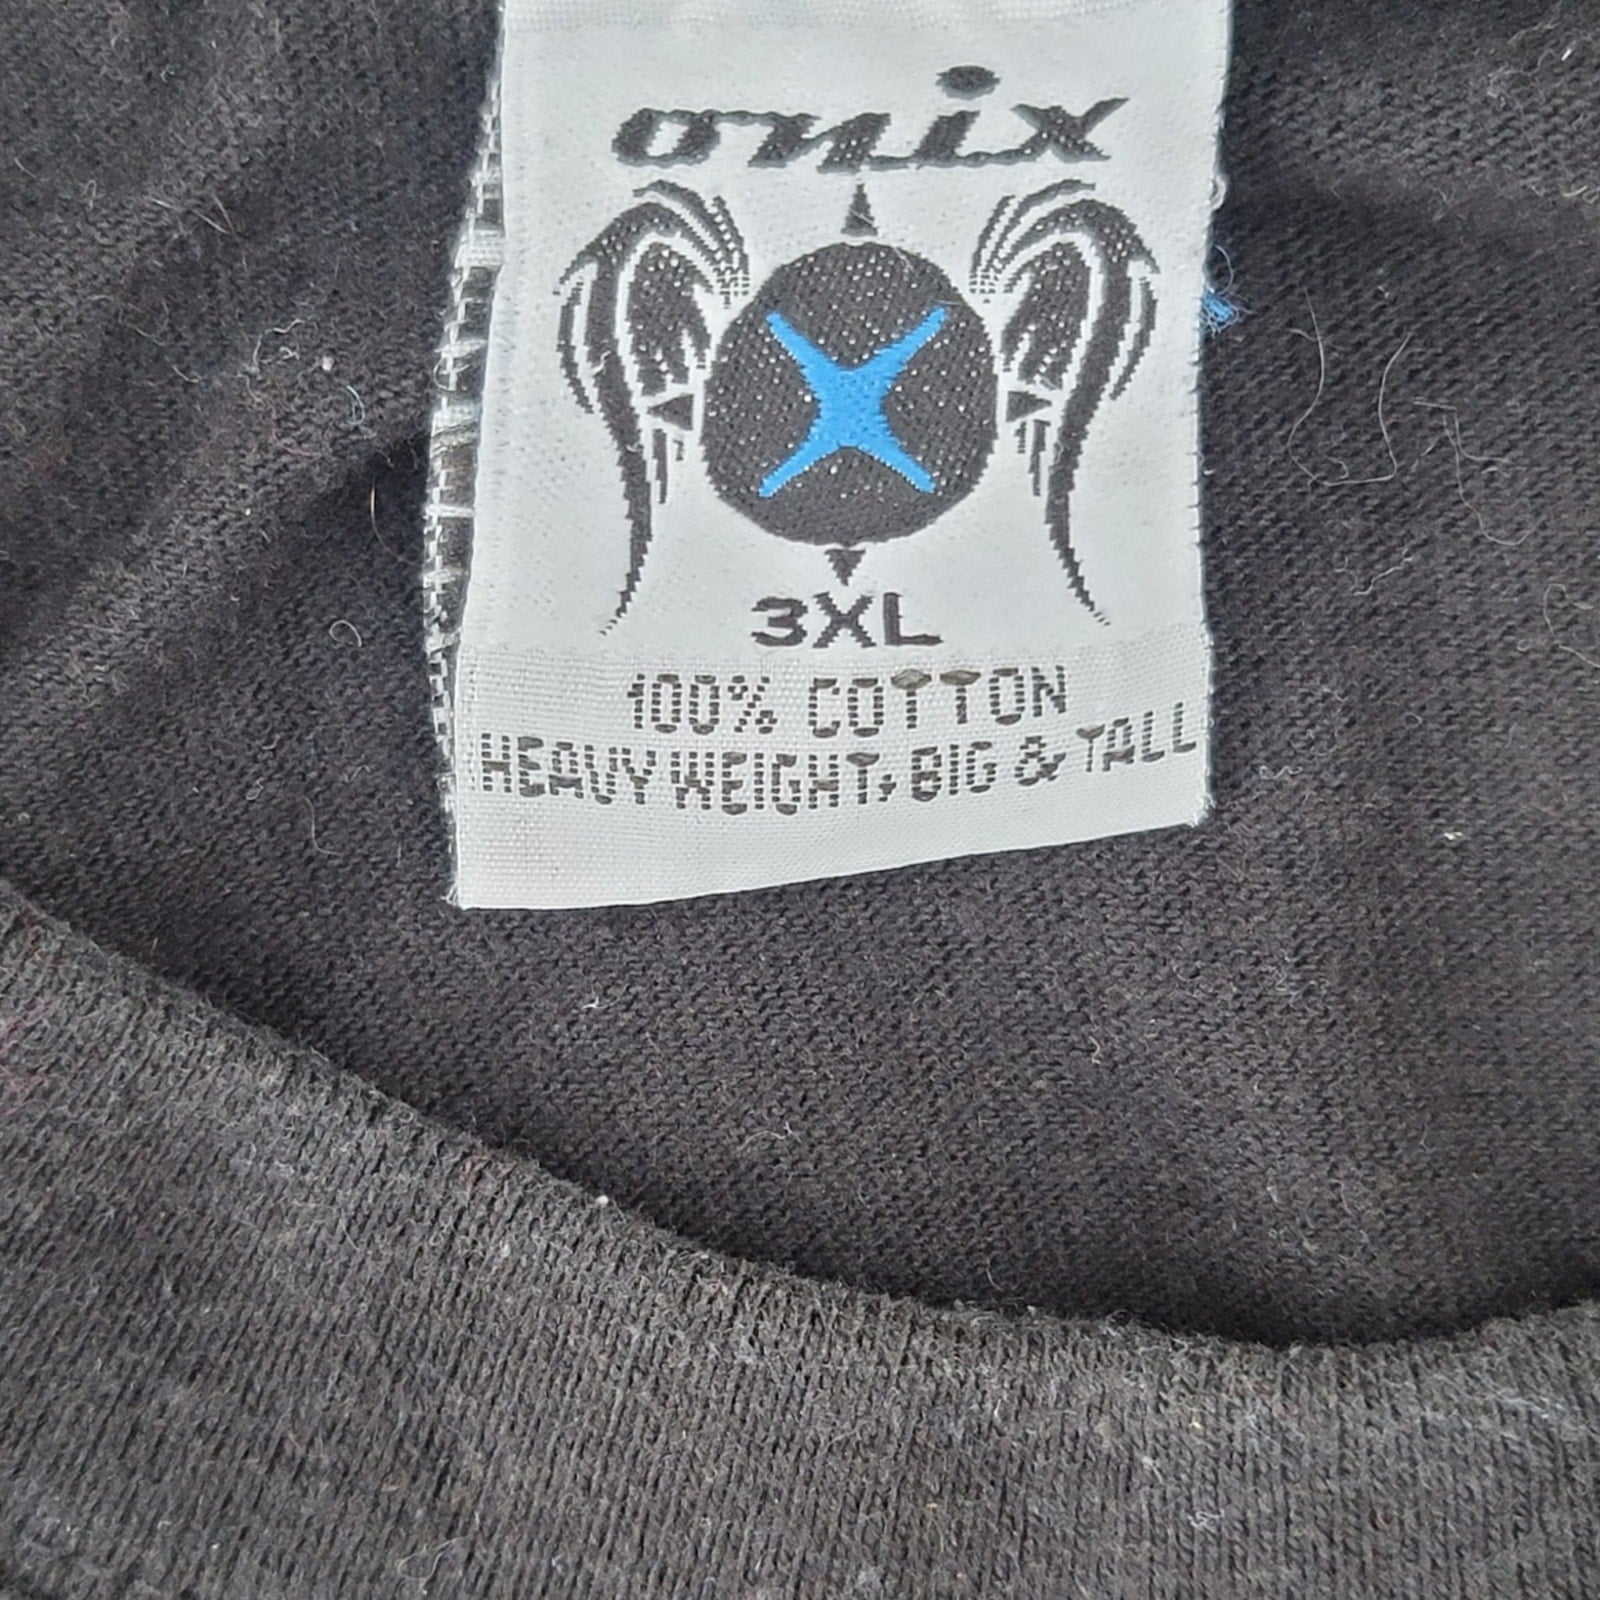 onix
X
3XL
100% COTTON
HEAVY WEIGHT, BIG & TALL